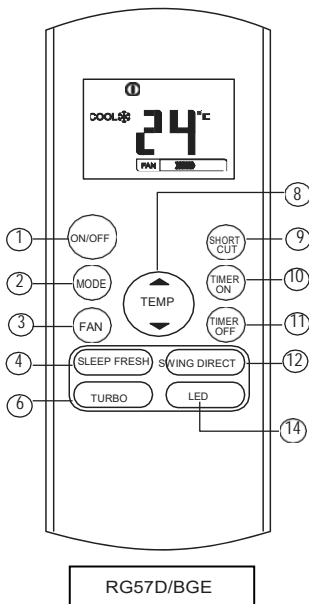 COOL
24°C
FAN
8
1
ON/OFF
SHORT CUT
9
2
MODE
TEMP
TIMER ON
10
3
FAN
TIMER OFF
11
4
SLEEP FRESH
SWING DIRECT
12
6
TURBO
LED
14
RG57D/BGE